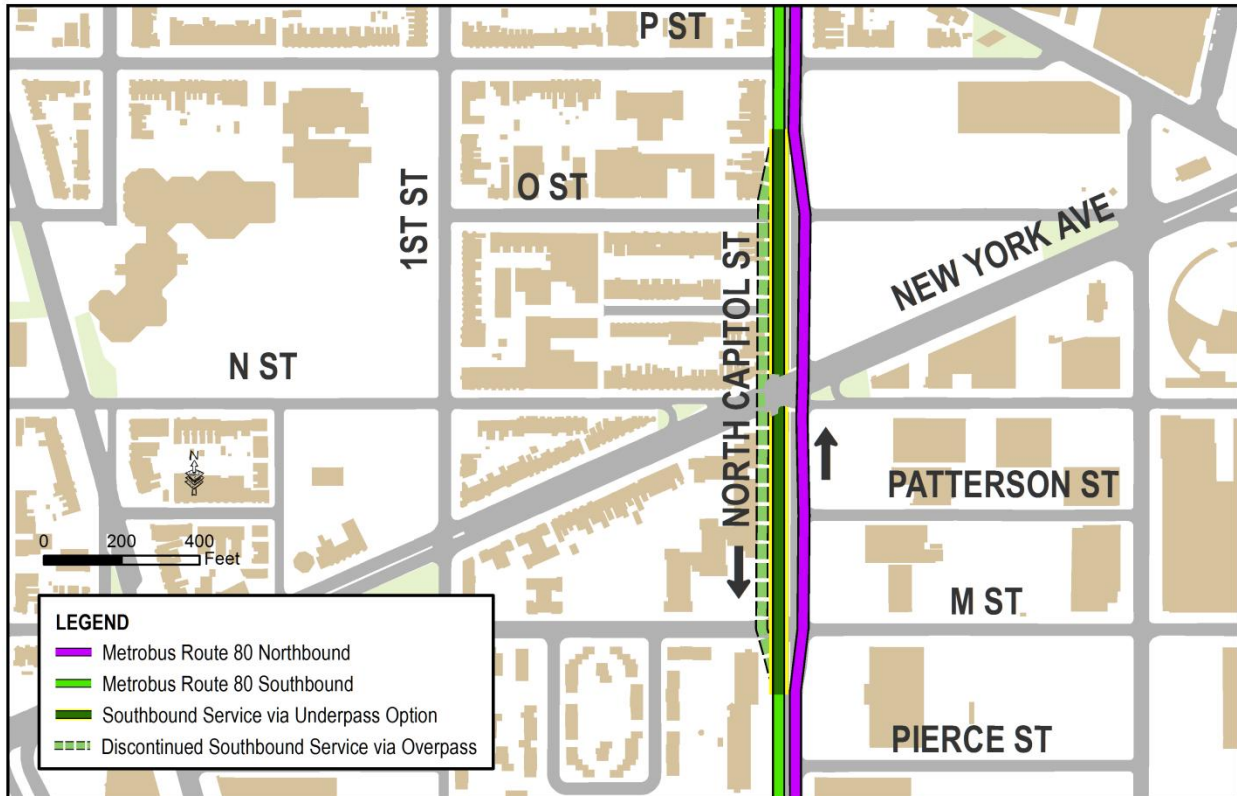 P ST
O ST
1ST ST
NORTH CAPITOL ST
NEW YORK AVE
N ST
N
PATTERSON ST
0 200 400
Feet
M ST
PIERCE ST
LEGEND
Metrobus Route 80 Northbound
Metrobus Route 80 Southbound
Southbound Service via Underpass Option
Discontinued Southbound Service via Overpass